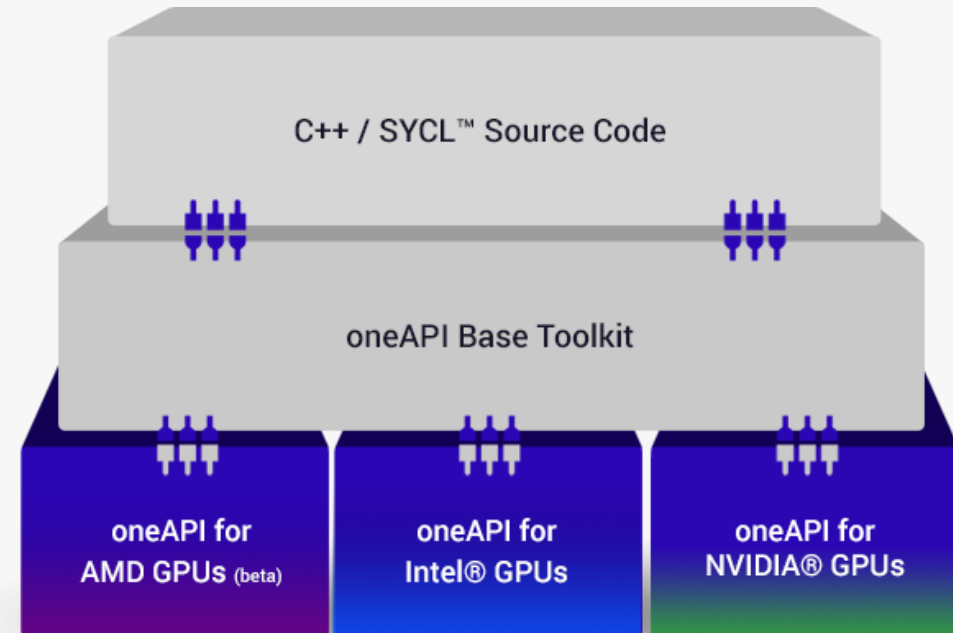 C++ / SYCL™ Source Code
oneAPI Base Toolkit
oneAPI for
AMD GPUs (beta)
oneAPI for
Intel® GPUs
oneAPI for
NVIDIA® GPUs